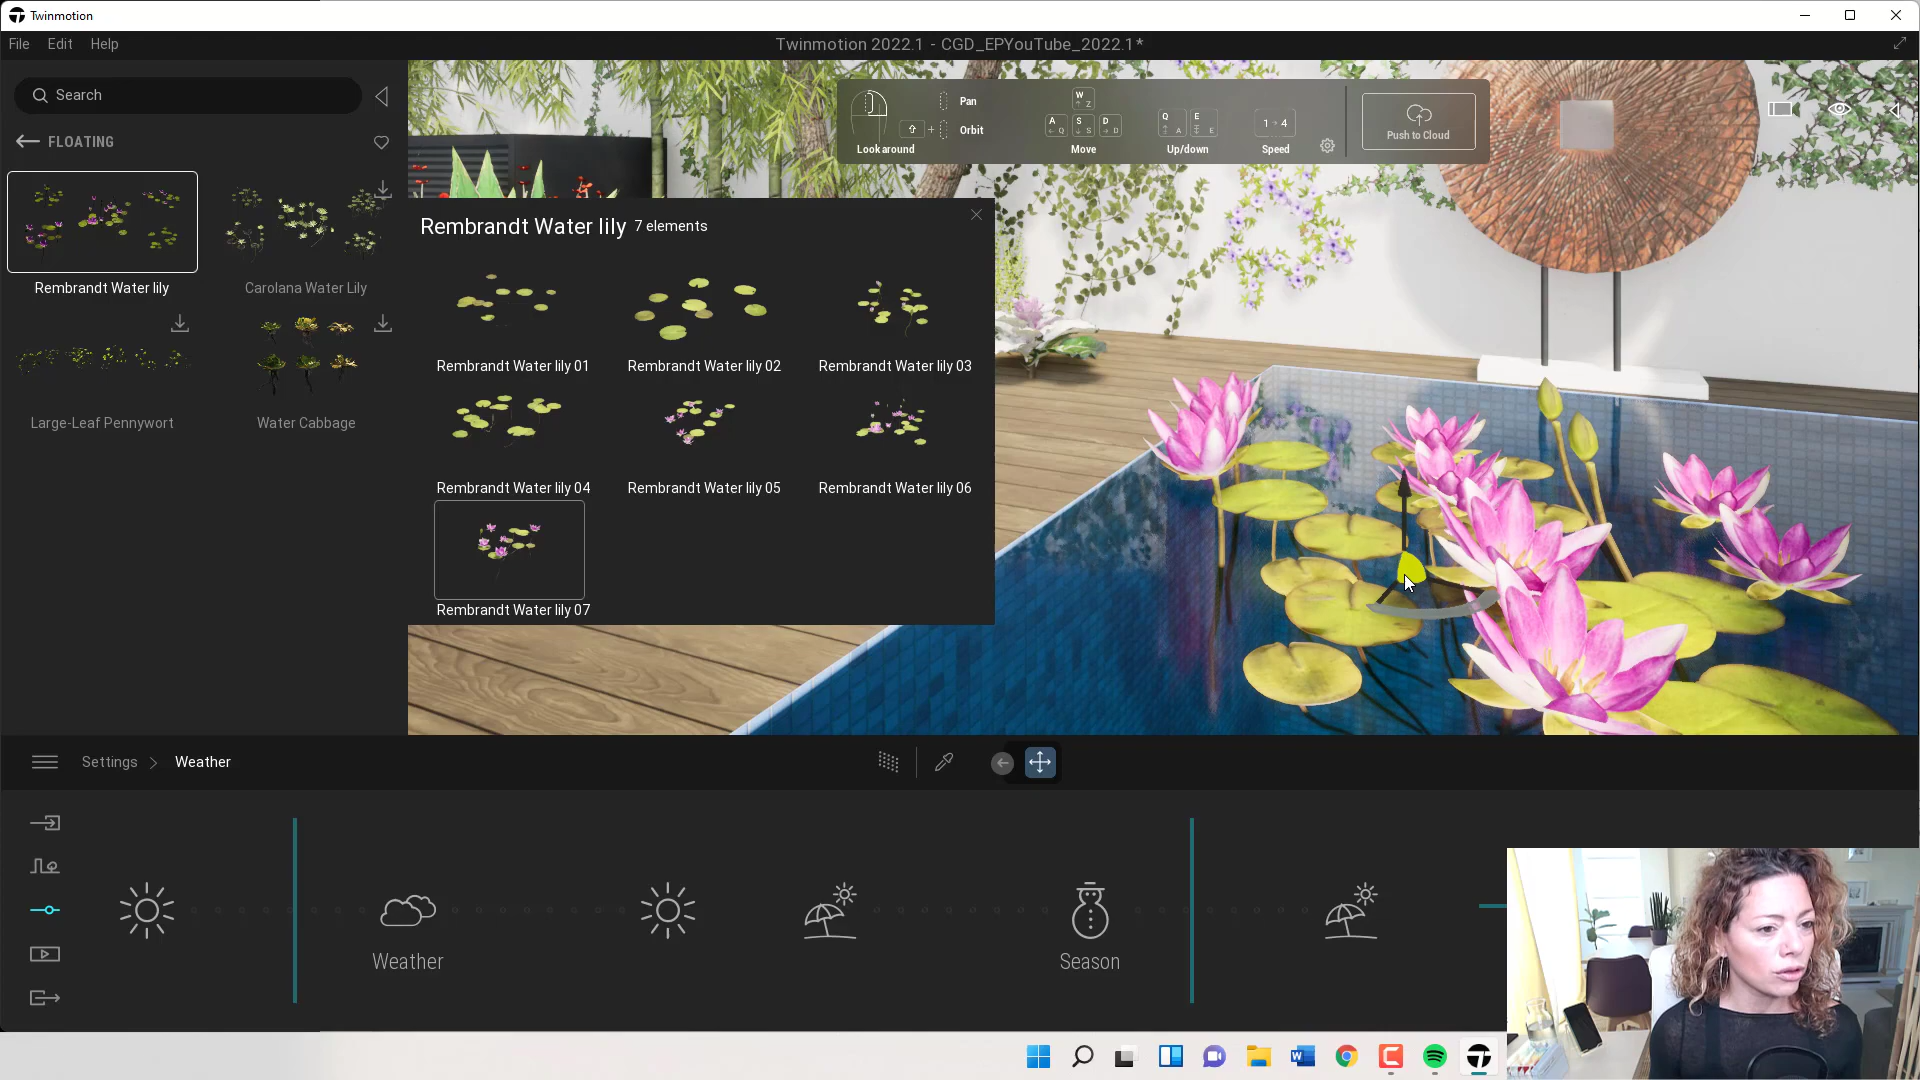 Twinmotion
File Edit Help
Twinmotion 2022.1 - CGD_EPYouTube_2022.1*
Search
FLOATING
Rembrandt Water lily
Carolana Water Lily
Large-Leaf Pennywort
Water Cabbage
Pan
+ Orbit
Look around
W
Z
A Q
S S
D D
Move
Q A
E E
Up/down
1 - 4
Speed
Push to Cloud
Rembrandt Water lily 7 elements
Rembrandt Water lily 01
Rembrandt Water lily 02
Rembrandt Water lily 03
Rembrandt Water lily 04
Rembrandt Water lily 05
Rembrandt Water lily 06
Rembrandt Water lily 07
Settings > Weather
Weather
Season